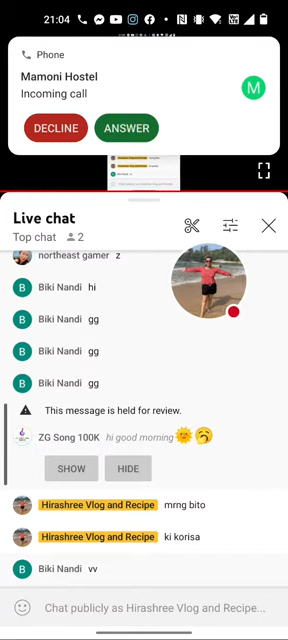 21:04
Phone
Mamoni Hostel
Incoming call
M
DECLINE
ANSWER
Live chat
Top chat 2
northeast gamer z
B Biki Nandi hi
B Biki Nandi gg
B Biki Nandi gg
B Biki Nandi gg
This message is held for review.
ZG Song 100K hi good morning🌞🥱
SHOW
HIDE
Hirashree Vlog and Recipe mrng bito
Hirashree Vlog and Recipe ki korisa
B Biki Nandi vv
Chat publicly as Hirashree Vlog and Recipe...